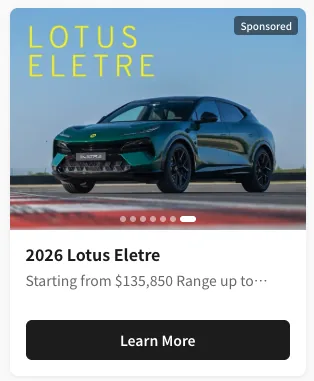 Sponsored
LOTUS
ELETRE
2026 Lotus Eletre
Starting from $135,850 Range up to···
Learn More